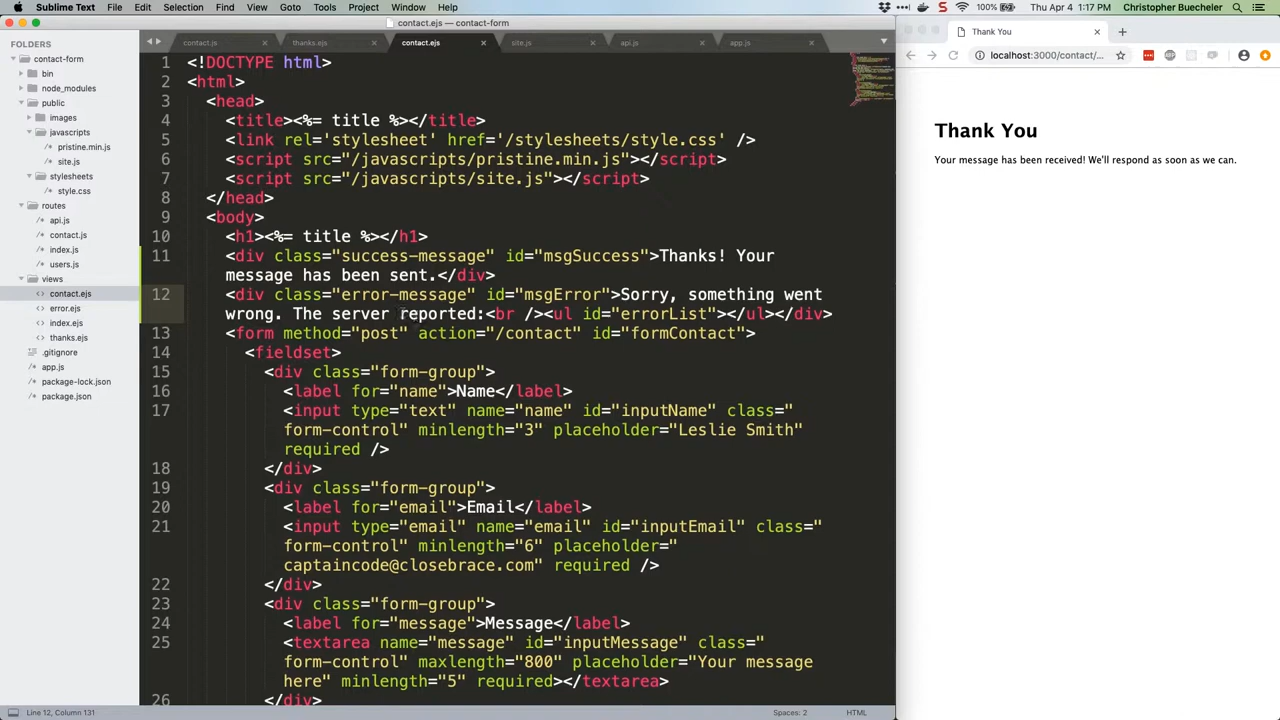 Sublime Text File Edit Selection Find View Goto Tools Project Window Help
100% Thu Apr 4 1:17 PM Christopher Buecheler
contact.ejs — contact-form
FOLDERS
contact-form
bin
node_modules
public
images
javascripts
pristine.min.js
site.js
stylesheets
style.css
routes
api.js
contact.js
index.js
users.js
views
contact.ejs
error.ejs
index.ejs
thanks.ejs
.gitignore
app.js
package-lock.json
package.json
contact.js thanks.ejs contact.ejs site.js api.js app.js
1 <!DOCTYPE html>
2 <html>
3 <head>
4 <title><%= title %></title>
5 <link rel='stylesheet' href='/stylesheets/style.css' />
6 <script src="/javascripts/pristine.min.js"></script>
7 <script src="/javascripts/site.js"></script>
8 </head>
9 <body>
10 <h1><%= title %></h1>
11 <div class="success-message" id="msgSuccess">Thanks! Your
message has been sent.</div>
12 <div class="error-message" id="msgError">Sorry, something went
wrong. The server reported:<br /><ul id="errorList"></ul></div>
13 <form method="post" action="/contact" id="formContact">
14 <fieldset>
15 <div class="form-group">
16 <label for="name">Name</label>
17 <input type="text" name="name" id="inputName" class="
form-control" minlength="3" placeholder="Leslie Smith"
required />
18 </div>
19 <div class="form-group">
20 <label for="email">Email</label>
21 <input type="email" name="email" id="inputEmail" class="
form-control" minlength="6" placeholder="
captaincode@closebrace.com" required />
22 </div>
23 <div class="form-group">
24 <label for="message">Message</label>
25 <textarea name="message" id="inputMessage" class="
form-control" maxlength="800" placeholder="Your message
here" minlength="5" required></textarea>
26 </div>
Line 12, Column 131
Spaces: 2 HTML
Thank You
localhost:3000/contact/...
Thank You
Your message has been received! We'll respond as soon as we can.